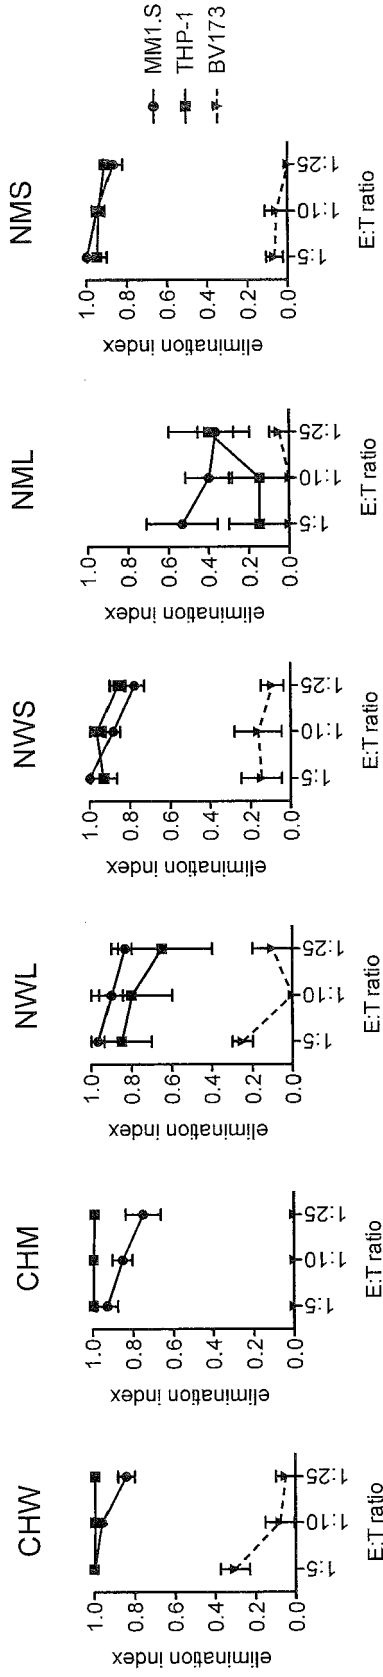 CHW
elimination index
1.0
0.8
0.6
0.4
0.2
0.0
1:5
1:10
1:25
E:T ratio
CHM
elimination index
1.0
0.8
0.6
0.4
0.2
0.0
1:5
1:10
1:25
E:T ratio
NWL
elimination index
1.0
0.8
0.6
0.4
0.2
0.0
1:5
1:10
1:25
E:T ratio
NWS
elimination index
1.0
0.8
0.6
0.4
0.2
0.0
1:5
1:10
1:25
E:T ratio
NML
elimination index
1.0
0.8
0.6
0.4
0.2
0.0
1:5
1:10
1:25
E:T ratio
NMS
elimination index
1.0
0.8
0.6
0.4
0.2
0.0
1:5
1:10
1:25
E:T ratio
MM1.S
THP-1
BV173